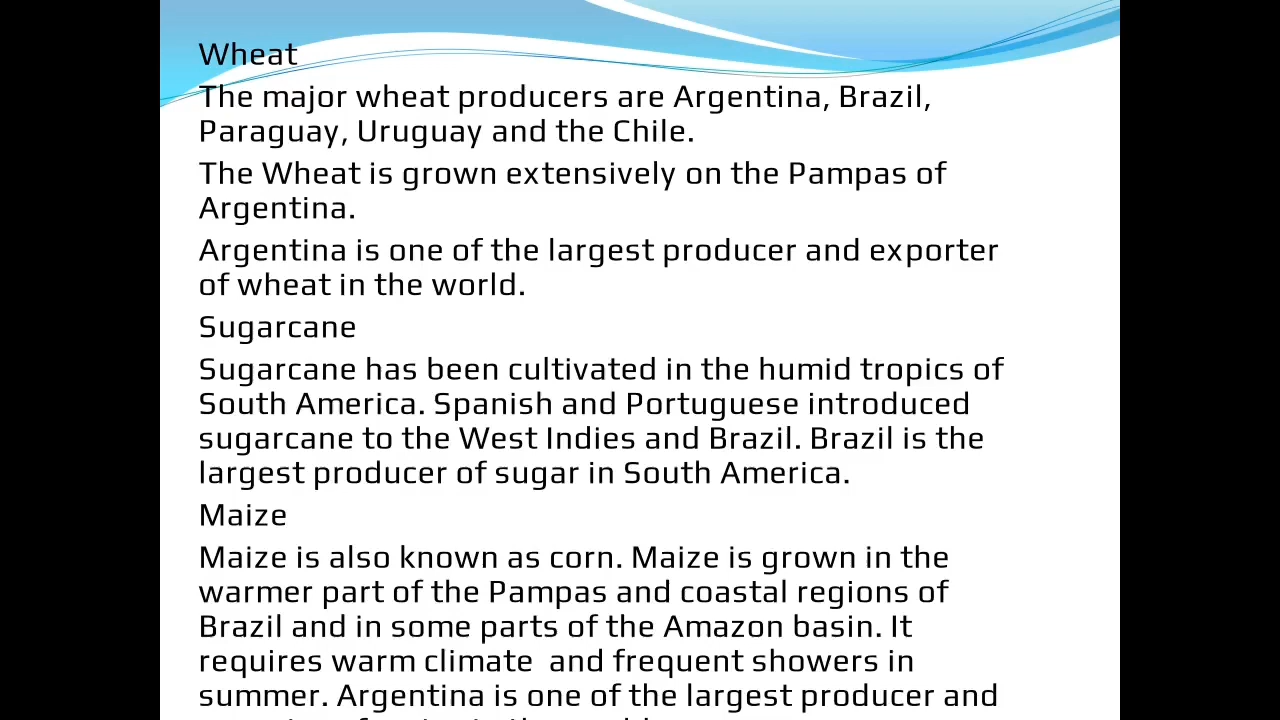 Wheat
The major wheat producers are Argentina, Brazil,
Paraguay, Uruguay and the Chile.
The Wheat is grown extensively on the Pampas of
Argentina.
Argentina is one of the largest producer and exporter
of wheat in the world.
Sugarcane
Sugarcane has been cultivated in the humid tropics of
South America. Spanish and Portuguese introduced
sugarcane to the West Indies and Brazil. Brazil is the
largest producer of sugar in South America.
Maize
Maize is also known as corn. Maize is grown in the
warmer part of the Pampas and coastal regions of
Brazil and in some parts of the Amazon basin. It
requires warm climate  and frequent showers in
summer. Argentina is one of the largest producer and